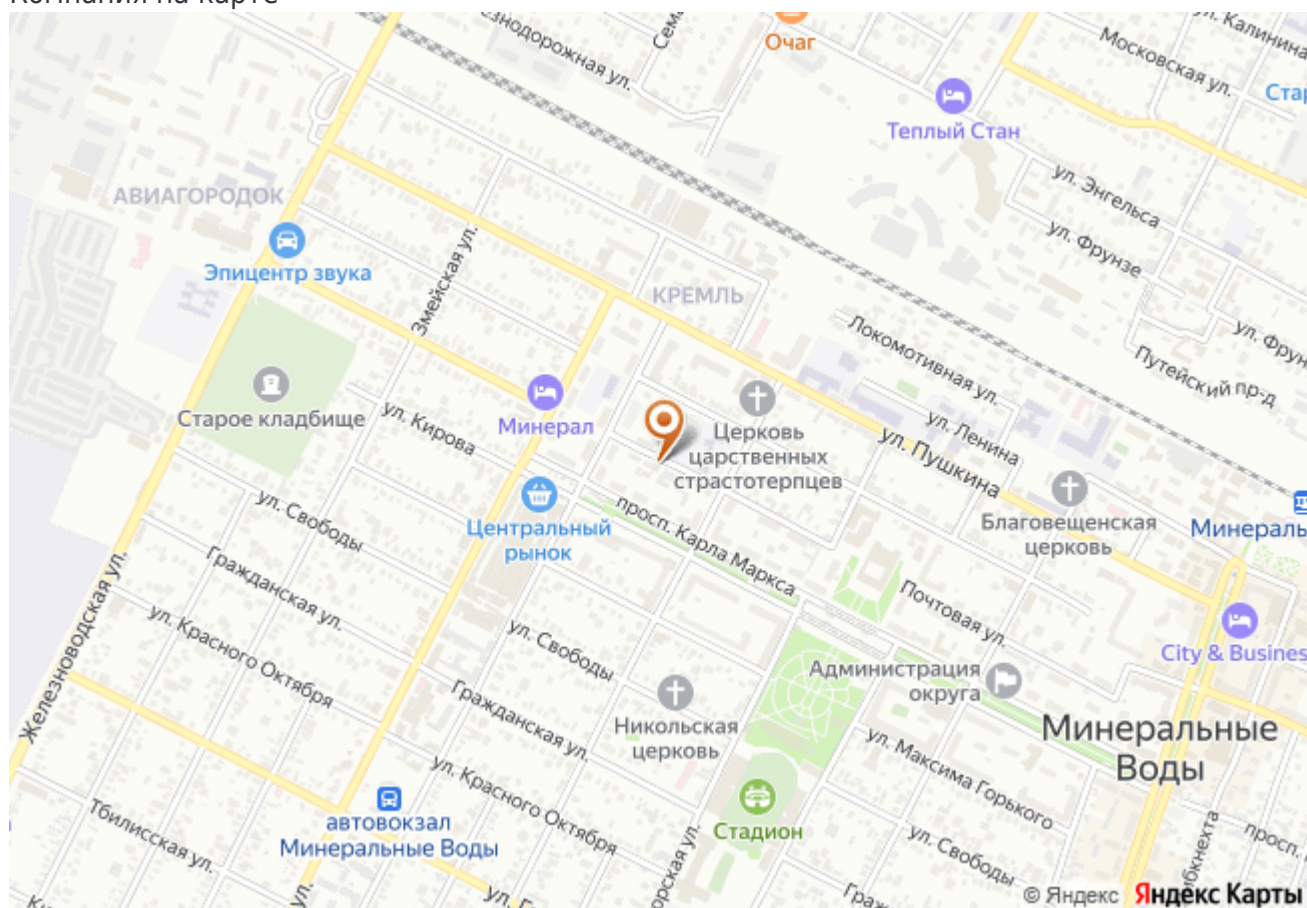 Компания на карте
ул. Калинина
Московская ул.
Очаг
Теплый Стан
АВИАГОРОДОК
ул. Энгельса
ул. Фрунзе
Эпицентр звука
Змейская ул.
КРЕМЛЬ
Локомотивная ул.
Путейский пр-д
Старое кладбище
ул. Кирова
Минерал
Церковь
царственных
страстотерпцев
ул. Ленина
ул. Пушкина
Центральный
рынок
просп. Карла Маркса
Благовещенская
церковь
ул. Свободы
Гражданская ул.
ул. Красного Октября
Железноводская ул.
Почтовая ул.
City & Busines
ул. Свободы
Администрация
округа
Гражданская ул.
Никольская
церковь
Минеральные
Воды
ул. Максима Горького
ул. Красного Октября
Стадион
автовокзал
Минеральные Воды
Тбилисская ул.
ул. Свободы
просп.
© Яндекс Яндекс Карты